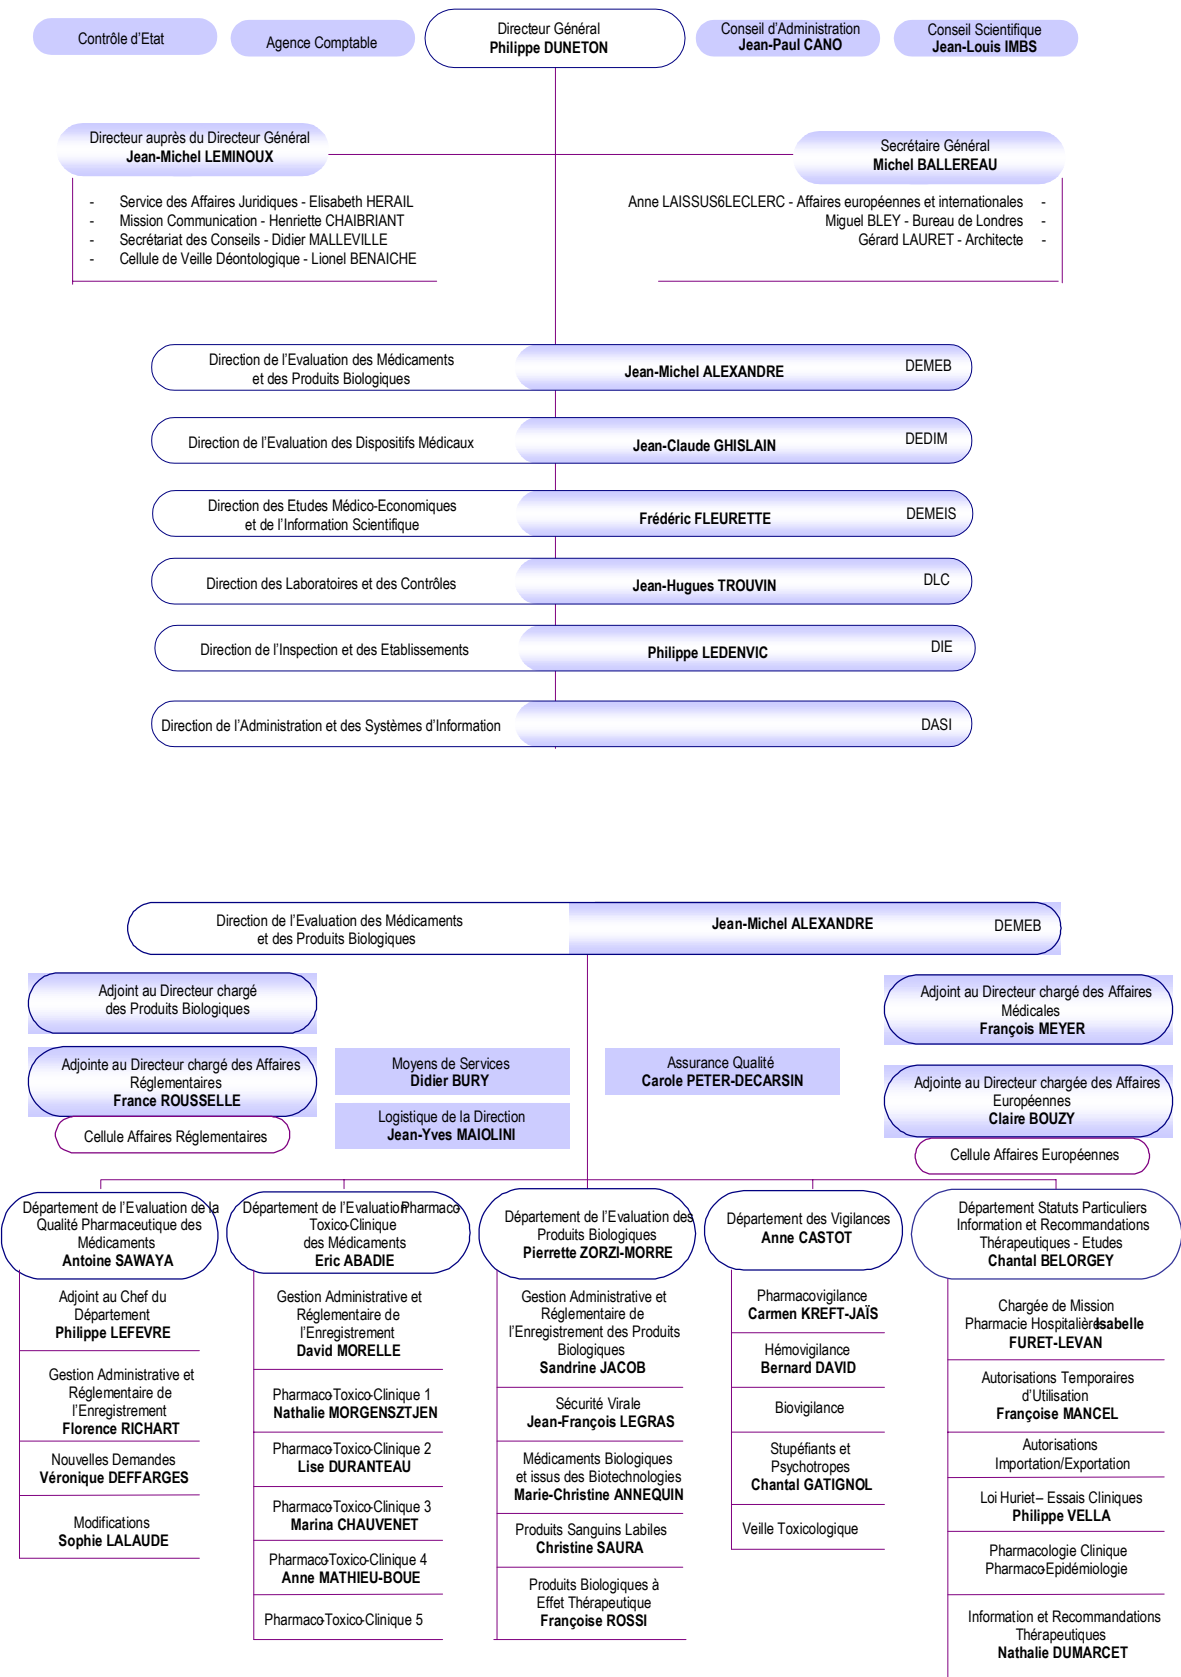 Contrôle d'Etat
Agence Comptable
Directeur Général
Philippe DUNETON
Conseil d'Administration
Jean-Paul CANO
Conseil Scientifique
Jean-Louis IMBS
Directeur auprès du Directeur Général
Jean-Michel LEMINOUX
Secrétaire Général
Michel BALLEREAU
- Service des Affaires Juridiques - Elisabeth HERAIL
- Mission Communication - Henriette CHAIBRIANT
- Secrétariat des Conseils - Didier MALLEVILLE
- Cellule de Veille Déontologique - Lionel BENAICHE
Anne LAISSUS6LECLERC - Affaires européennes et internationales -
Miguel BLEY - Bureau de Londres -
Gérard LAURET - Architecte -
Direction de l'Evaluation des Médicaments
et des Produits Biologiques
Jean-Michel ALEXANDRE
DEMEB
Direction de l'Evaluation des Dispositifs Médicaux
Jean-Claude GHISLAIN
DEDIM
Direction des Etudes Médico-Economiques
et de l'Information Scientifique
Frédéric FLEURETTE
DEMEIS
Direction des Laboratoires et des Contrôles
Jean-Hugues TROUVIN
DLC
Direction de l'Inspection et des Etablissements
Philippe LEDENVIC
DIE
Direction de l'Administration et des Systèmes d'Information
DASI
Direction de l'Evaluation des Médicaments
et des Produits Biologiques
Jean-Michel ALEXANDRE
DEMEB
Adjoint au Directeur chargé
des Produits Biologiques
Adjointe au Directeur chargé des Affaires
Réglementaires
France ROUSSELLE
Cellule Affaires Réglementaires
Moyens de Services
Didier BURY
Logistique de la Direction
Jean-Yves MAIOLINI
Assurance Qualité
Carole PETER-DECARSIN
Adjoint au Directeur chargé des Affaires
Médicales
François MEYER
Adjointe au Directeur chargée des Affaires
Européennes
Claire BOUZY
Cellule Affaires Européennes
Département de l'Evaluation de la
Qualité Pharmaceutique des
Médicaments
Antoine SAWAYA
Adjoint au Chef du
Département
Philippe LEFEVRE
Gestion Administrative et
Réglementaire de
l'Enregistrement
Florence RICHART
Nouvelles Demandes
Véronique DEFFARGES
Modifications
Sophie LALAUDE
Département de l'Evaluation Pharmaco-
Toxico-Clinique
des Médicaments
Eric ABADIE
Gestion Administrative et
Réglementaire de
l'Enregistrement
David MORELLE
Pharmaco-Toxico-Clinique 1
Nathalie MORGENSZTJEN
Pharmaco-Toxico-Clinique 2
Lise DURANTEAU
Pharmaco-Toxico-Clinique 3
Marina CHAUVENET
Pharmaco-Toxico-Clinique 4
Anne MATHIEU-BOUE
Pharmaco-Toxico-Clinique 5
Département de l'Evaluation des
Produits Biologiques
Pierrette ZORZI-MORRE
Gestion Administrative et
Réglementaire de
l'Enregistrement des Produits
Biologiques
Sandrine JACOB
Sécurité Virale
Jean-François LEGRAS
Médicaments Biologiques
et issus des Biotechnologies
Marie-Christine ANNEQUIN
Produits Sanguins Labiles
Christine SAURA
Produits Biologiques à
Effet Thérapeutique
Françoise ROSSI
Département des Vigilances
Anne CASTOT
Pharmacovigilance
Carmen KREFT-JAÏS
Hémovigilance
Bernard DAVID
Biovigilance
Stupéfiants et
Psychotropes
Chantal GATIGNOL
Veille Toxicologique
Département Statuts Particuliers
Information et Recommandations
Thérapeutiques - Etudes
Chantal BELORGEY
Chargée de Mission
Pharmacie Hospitalière Isabelle
FURET-LEVAN
Autorisations Temporaires
d'Utilisation
Françoise MANCEL
Autorisations
Importation/Exportation
Loi Huriet – Essais Cliniques
Philippe VELLA
Pharmacologie Clinique
Pharmaco-Epidémiologie
Information et Recommandations
Thérapeutiques
Nathalie DUMARCET